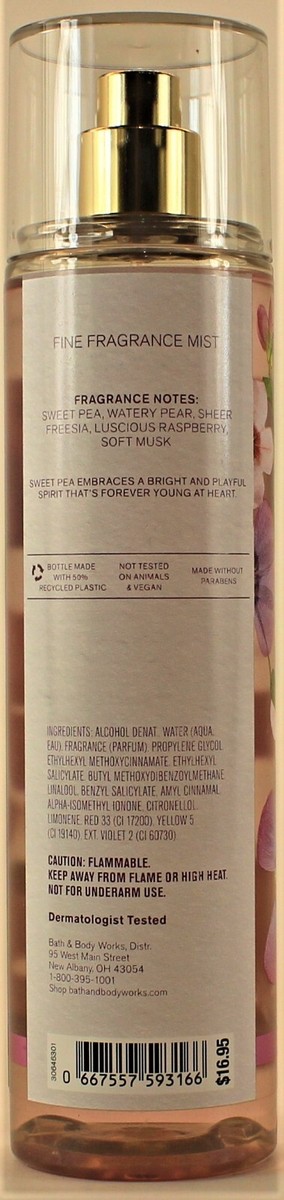 FINE FRAGRANCE MIST
FRAGRANCE NOTES:
SWEET PEA, WATERY PEAR, SHEER
FREESIA, LUSCIOUS RASPBERRY,
SOFT MUSK
SWEET PEA EMBRACES A BRIGHT AND PLAYFUL
SPIRIT THAT'S FOREVER YOUNG AT HEART.
BOTTLE MADE
WITH 50%
RECYCLED PLASTIC
NOT TESTED
ON ANIMALS
& VEGAN
MADE WITHOUT
PARABENS
INGREDIENTS: ALCOHOL DENAT., WATER (AQUA,
EAU), FRAGRANCE (PARFUM), PROPYLENE GLYCOL,
ETHYLHEXYL METHOXYCINNAMATE, ETHYLHEXYL
SALICYLATE, BUTYL METHOXYDIBENZOYLMETHANE,
LINALOOL, BENZYL SALICYLATE, AMYL CINNAMAL,
ALPHA-ISOMETHYL IONONE, CITRONELLOL,
LIMONENE, RED 33 (CI 17200), YELLOW 5
(CI 19140), EXT. VIOLET 2 (CI 60730).
CAUTION: FLAMMABLE.
KEEP AWAY FROM FLAME OR HIGH HEAT.
NOT FOR UNDERARM USE.
Dermatologist Tested
Bath & Body Works, Distr.
95 West Main Street
New Albany, OH 43054
1-800-395-1001
Shop bathandbodyworks.com
30646301
0 667557 593166
$16.95